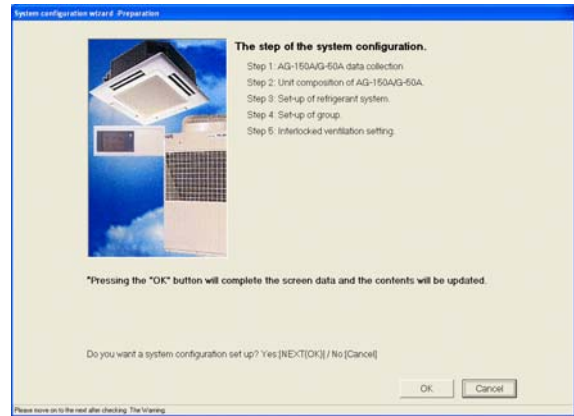 System configuration wizard :Preparation
The step of the system configuration.
Step 1: AG-150A/G-50A data collection
Step 2: Unit composition of AG-150A/G-50A.
Step 3: Set-up of refrigerant system.
Step 4: Set-up of group.
Step 5: Interlocked ventilation setting.
*Pressing the "OK" button will complete the screen data and the contents will be updated.
Do you want a system configuration set up? Yes:[NEXT(OK)] / No:[Cancel]
OK
Cancel
Please move on to the next after checking The Warning.